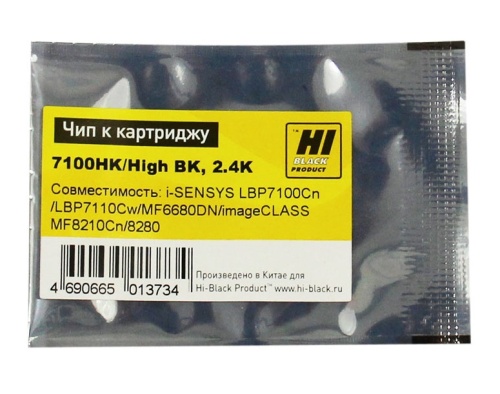 Чип к картриджу
™
HI
BLACK
PRODUCT
7100HK/High BK, 2.4K
Совместимость: i-SENSYS LBP7100Cn
/LBP7110Cw/MF6680DN/imageCLASS
MF8210Cn/8280
Произведено в Китае для
Hi-Black Product™ www.hi-black.ru
4 690665 013734